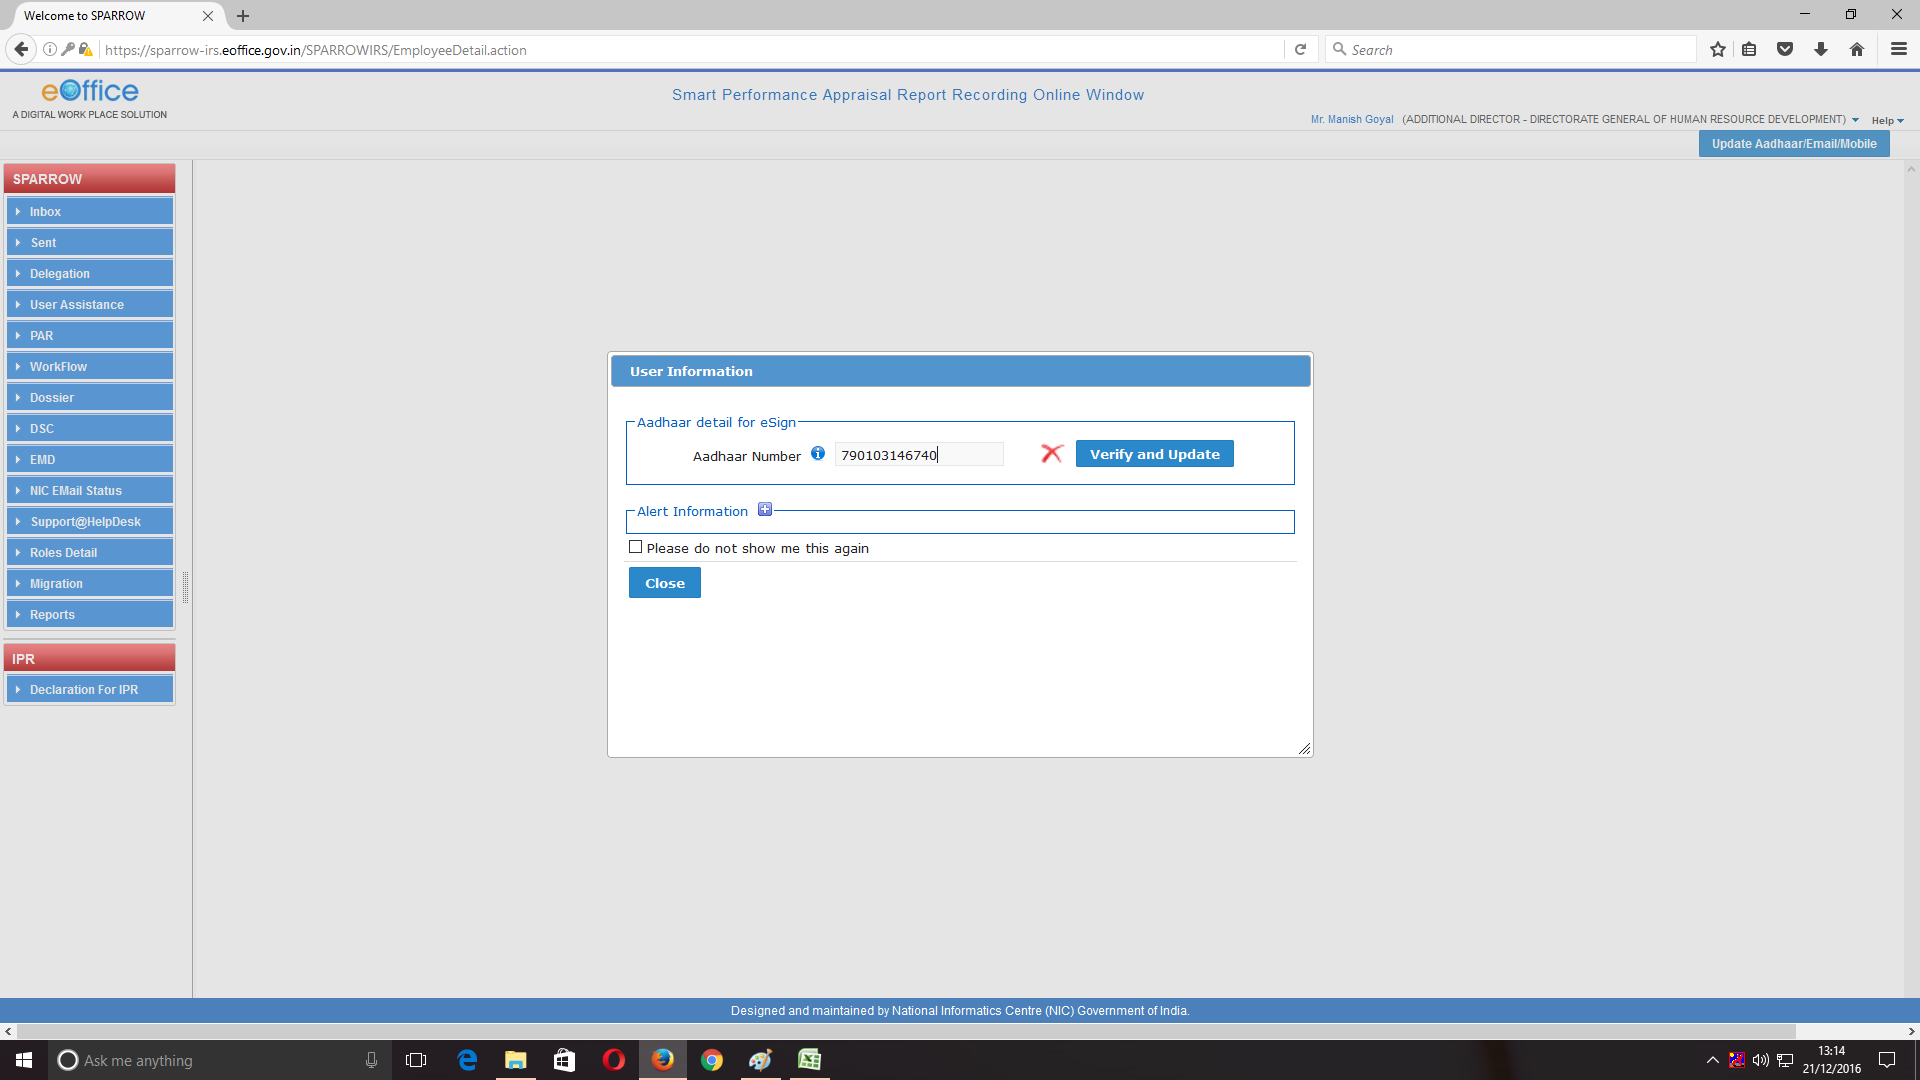 Welcome to SPARROW
https://sparrow-irs.eoffice.gov.in/SPARROWIRS/EmployeeDetail.action
Search
eOffice
A DIGITAL WORK PLACE SOLUTION
Smart Performance Appraisal Report Recording Online Window
Mr. Manish Goyal (ADDITIONAL DIRECTOR - DIRECTORATE GENERAL OF HUMAN RESOURCE DEVELOPMENT) Help
Update Aadhaar/Email/Mobile
SPARROW
Inbox
Sent
Delegation
User Assistance
PAR
WorkFlow
Dossier
DSC
EMD
NIC EMail Status
Support@HelpDesk
Roles Detail
Migration
Reports
IPR
Declaration For IPR
User Information
Aadhaar detail for eSign
Aadhaar Number 790103146740 Verify and Update
Alert Information
Please do not show me this again
Close
Designed and maintained by National Informatics Centre (NIC) Government of India.
Ask me anything
13:14
21/12/2016